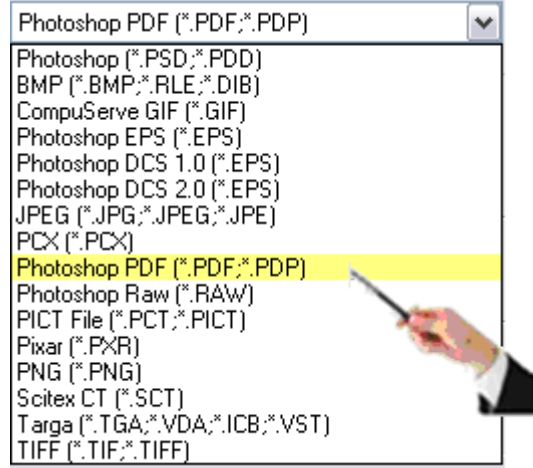 Photoshop PDF (*.PDF;*.PDP)
Photoshop (*.PSD;*.PDD)
BMP (*.BMP;*.RLE;*.DIB)
CompuServe GIF (*.GIF)
Photoshop EPS (*.EPS)
Photoshop DCS 1.0 (*.EPS)
Photoshop DCS 2.0 (*.EPS)
JPEG (*.JPG;*.JPEG;*.JPE)
PCX (*.PCX)
Photoshop PDF (*.PDF;*.PDP)
Photoshop Raw (*.RAW)
PICT File (*.PCT;*.PICT)
Pixar (*.PXR)
PNG (*.PNG)
Scitex CT (*.SCT)
Targa (*.TGA;*.VDA;*.ICB;*.VST)
TIFF (*.TIF;*.TIFF)